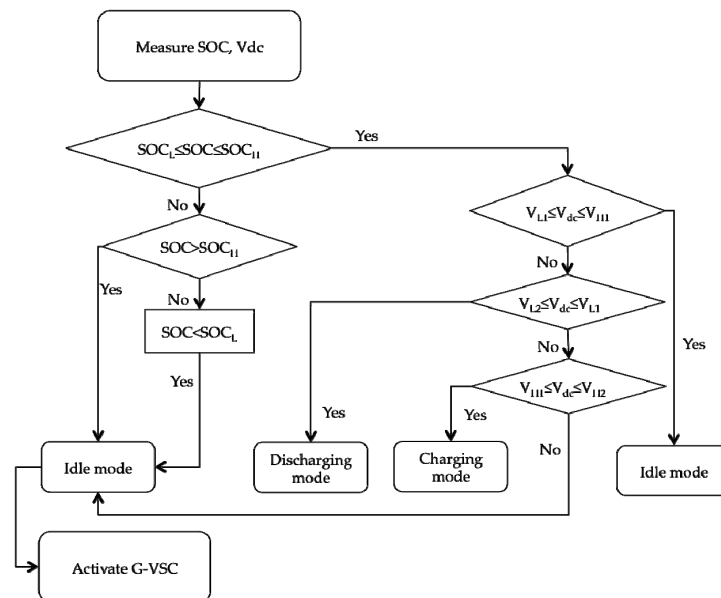 Measure SOC, Vdc
SOC_L≤SOC≤SOC_H
Yes
No
V_L1≤V_dc≤V_H1
SOC>SOC_H
No
Yes
No
V_L2≤V_dc≤V_L1
SOC<SOC_L
Yes
No
Yes
V_H1≤V_dc≤V_H2
Yes
Yes
No
Idle mode
Discharging
mode
Charging
mode
Idle mode
Activate G-VSC